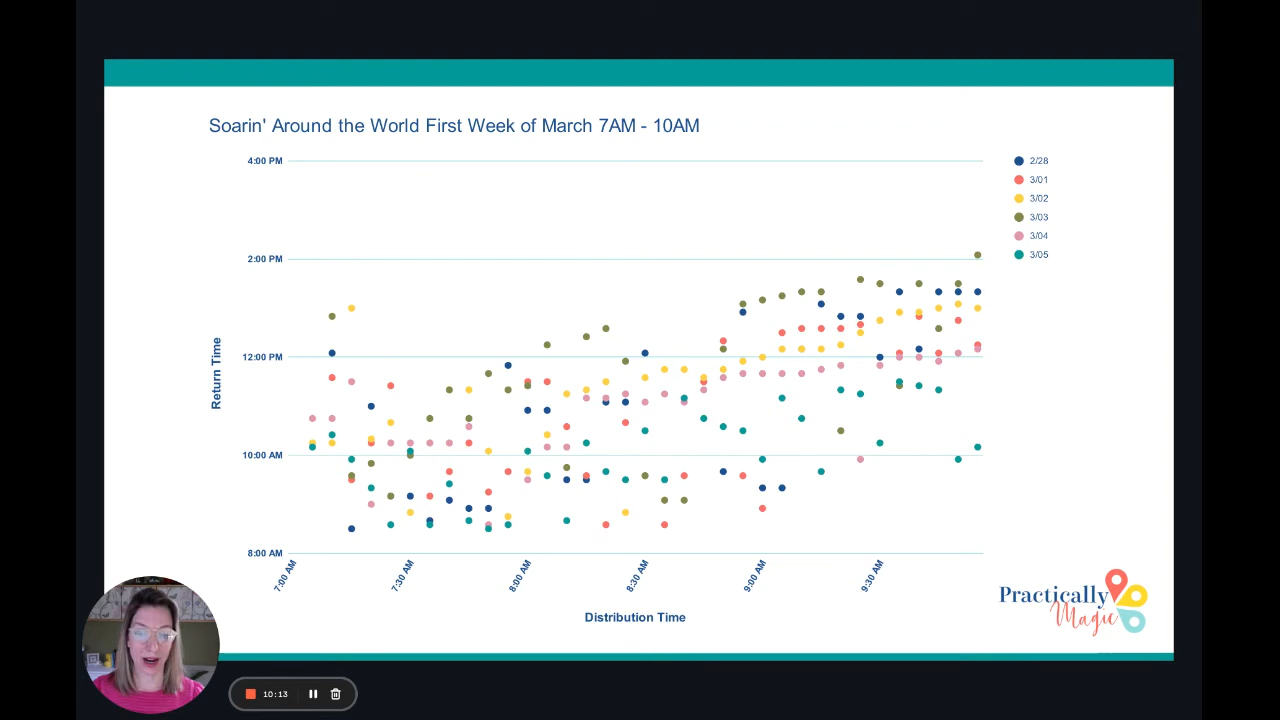 Soarin' Around the World First Week of March 7AM - 10AM
4:00 PM
2:00 PM
12:00 PM
10:00 AM
8:00 AM
Return Time
7:00 AM
7:30 AM
8:00 AM
8:30 AM
9:00 AM
9:30 AM
Distribution Time
2/28
3/01
3/02
3/03
3/04
3/05
Practically
Magic
10:13